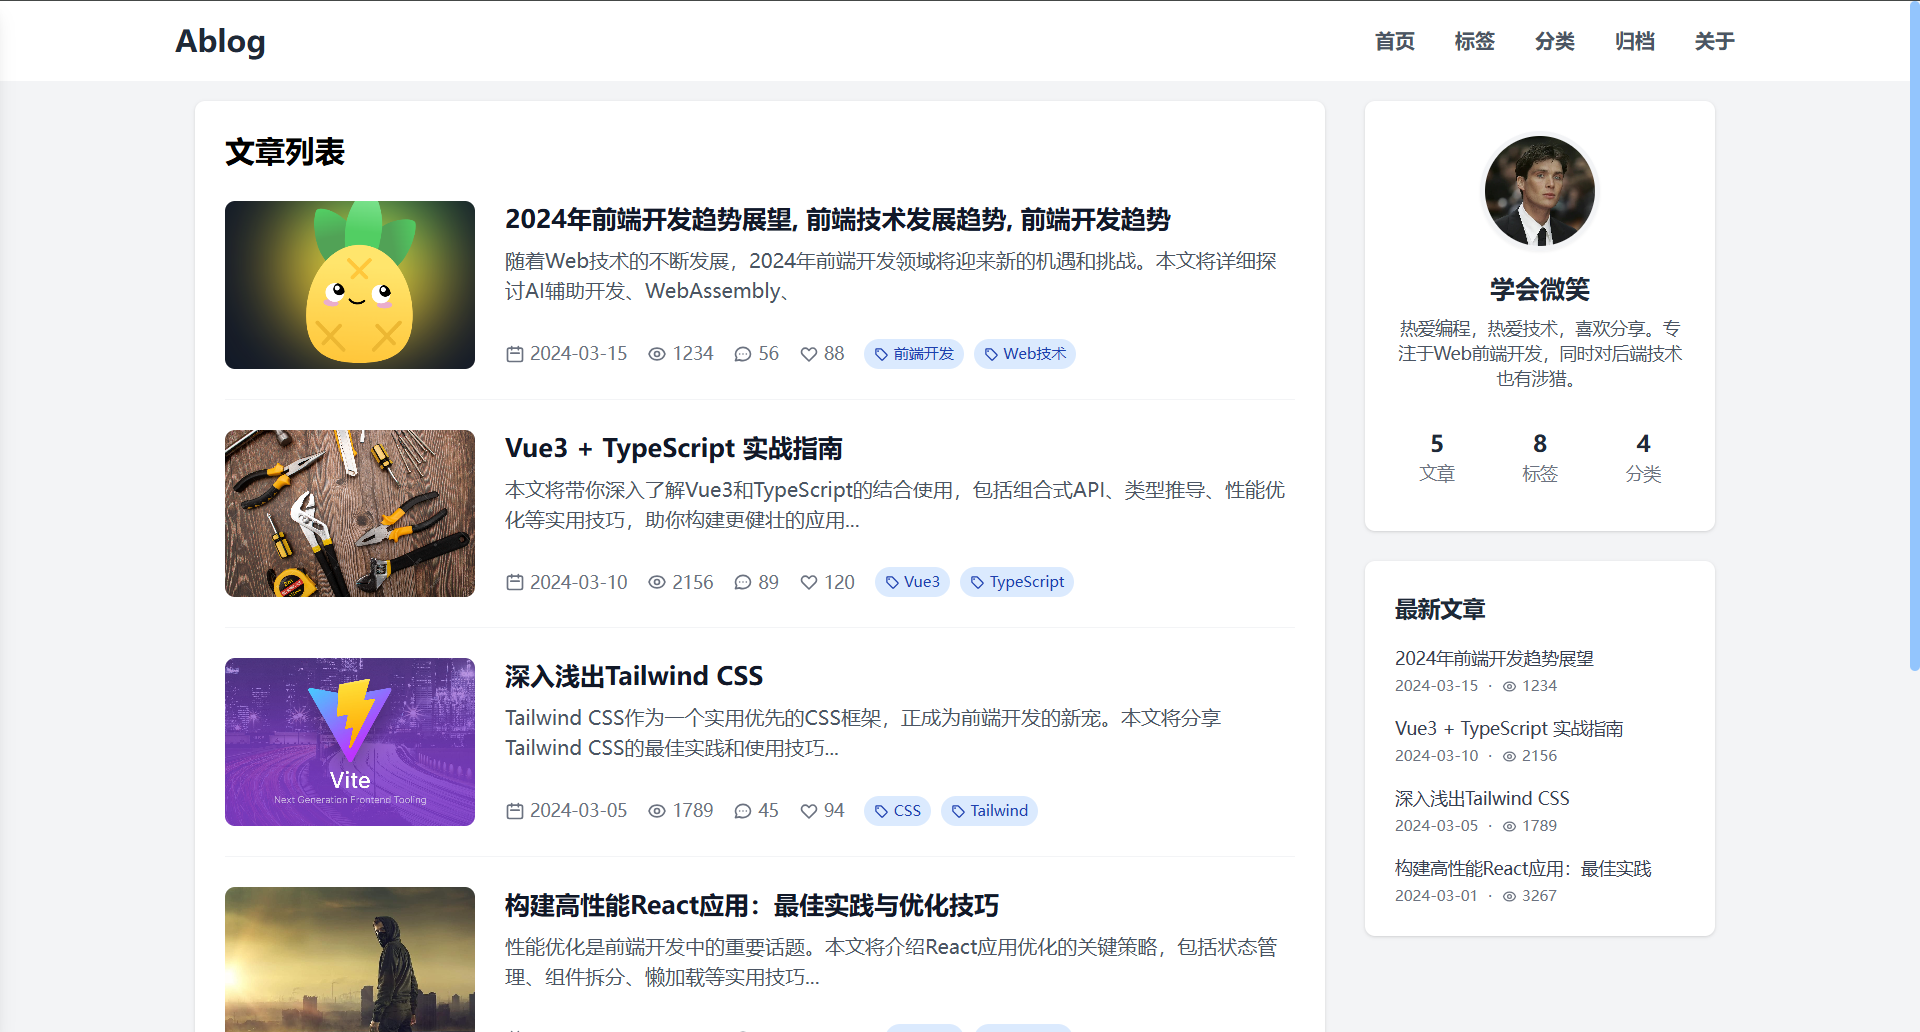 Ablog
首页 标签 分类 归档 关于
文章列表
2024年前端开发趋势展望, 前端技术发展趋势, 前端开发趋势
随着Web技术的不断发展，2024年前端开发领域将迎来新的机遇和挑战。本文将详细探
讨AI辅助开发、WebAssembly、
2024-03-15 1234 56 88 前端开发 Web技术
Vue3 + TypeScript 实战指南
本文将带你深入了解Vue3和TypeScript的结合使用，包括组合式API、类型推导、性能优
化等实用技巧，助你构建更健壮的应用...
2024-03-10 2156 89 120 Vue3 TypeScript
Vite
Next Generation Frontend Tooling
深入浅出Tailwind CSS
Tailwind CSS作为一个实用优先的CSS框架，正成为前端开发的新宠。本文将分享
Tailwind CSS的最佳实践和使用技巧...
2024-03-05 1789 45 94 CSS Tailwind
构建高性能React应用：最佳实践与优化技巧
性能优化是前端开发中的重要话题。本文将介绍React应用优化的关键策略，包括状态管
理、组件拆分、懒加载等实用技巧...
学会微笑
热爱编程，热爱技术，喜欢分享。专
注于Web前端开发，同时对后端技术
也有涉猎。
5 8 4
文章 标签 分类
最新文章
2024年前端开发趋势展望
2024-03-15 · 1234
Vue3 + TypeScript 实战指南
2024-03-10 · 2156
深入浅出Tailwind CSS
2024-03-05 · 1789
构建高性能React应用：最佳实践
2024-03-01 · 3267